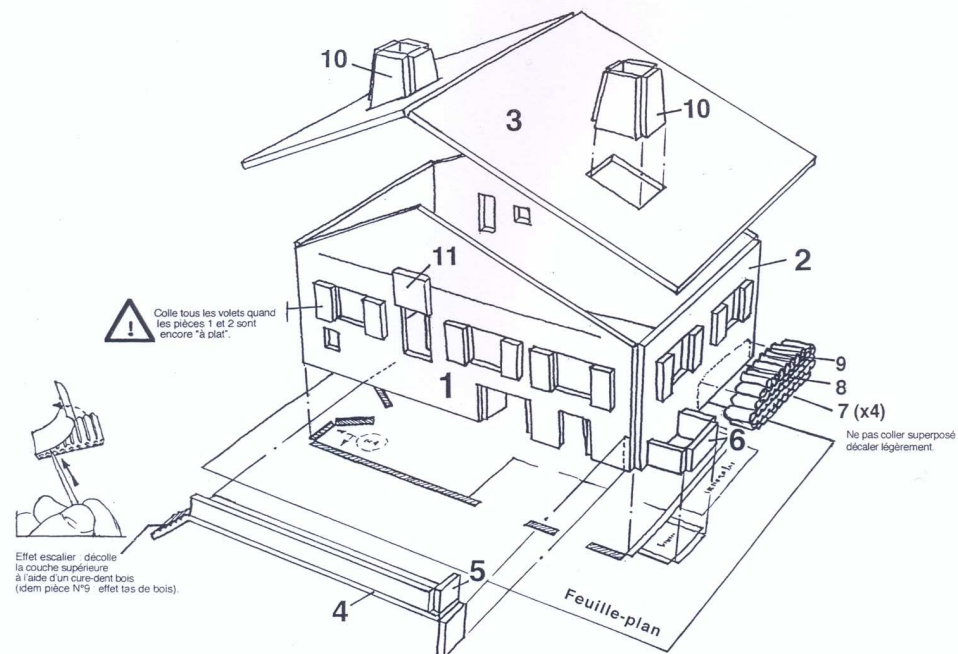 10
10
3
2
11
Colle tous les volets quand
les pièces 1 et 2 sont
encore "à plat".
!
1
9
8
7 (x4)
6
Ne pas coller superposé
décaler légèrement.
Effet escalier : décolle
la couche supérieure
à l'aide d'un cure-dent bois
(idem pièce N°9 : effet tas de bois).
5
4
Feuille-plan